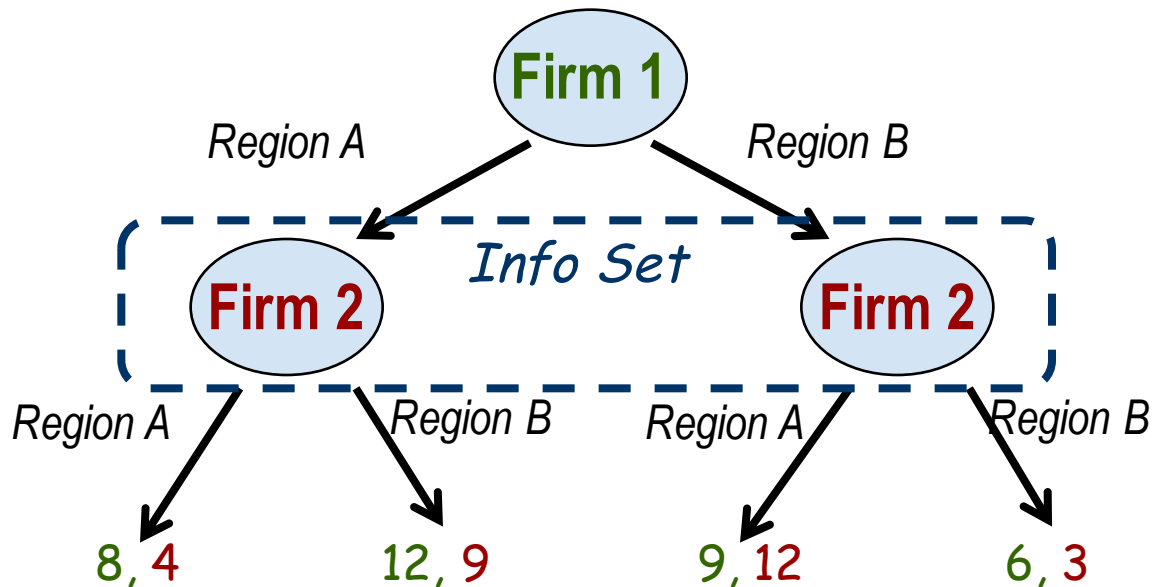 Firm 1
Region A
Region B
Info Set
Firm 2
Firm 2
Region A
Region B
Region A
Region B
8, 4
12, 9
9, 12
6, 3